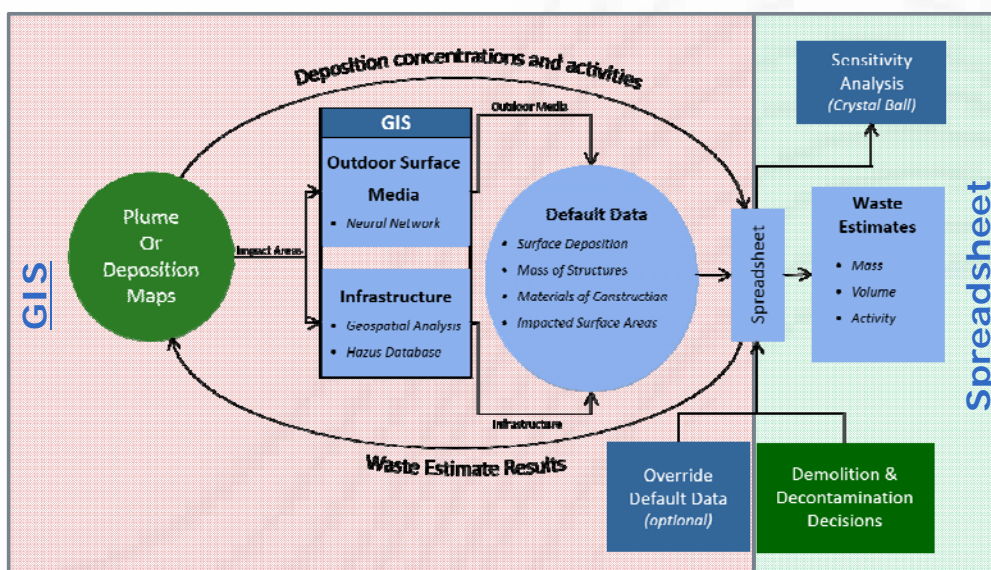 Deposition concentrations and activities
GIS
Plume
Or
Deposition
Maps
Impact Areas
GIS
Outdoor Surface
Media
• Neural Network
Infrastructure
• Geospatial Analysis
• Hazus Database
Outdoor Media
Infrastructure
Default Data
• Surface Deposition
• Mass of Structures
• Materials of Construction
• Impacted Surface Areas
Waste Estimate Results
Spreadsheet
Sensitivity
Analysis
(Crystal Ball)
Waste
Estimates
• Mass
• Volume
• Activity
Override
Default Data
(optional)
Demolition &
Decontamination
Decisions
Spreadsheet